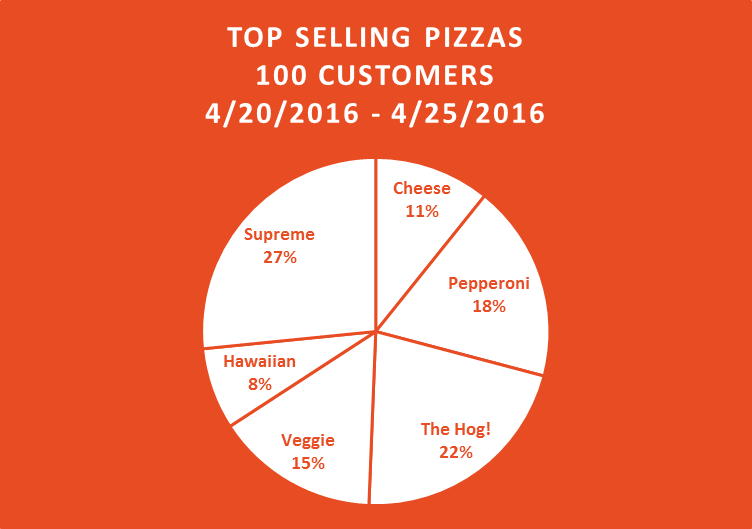 TOP SELLING PIZZAS
100 CUSTOMERS
4/20/2016 - 4/25/2016
Cheese
11%
Pepperoni
18%
The Hog!
22%
Veggie
15%
Hawaiian
8%
Supreme
27%